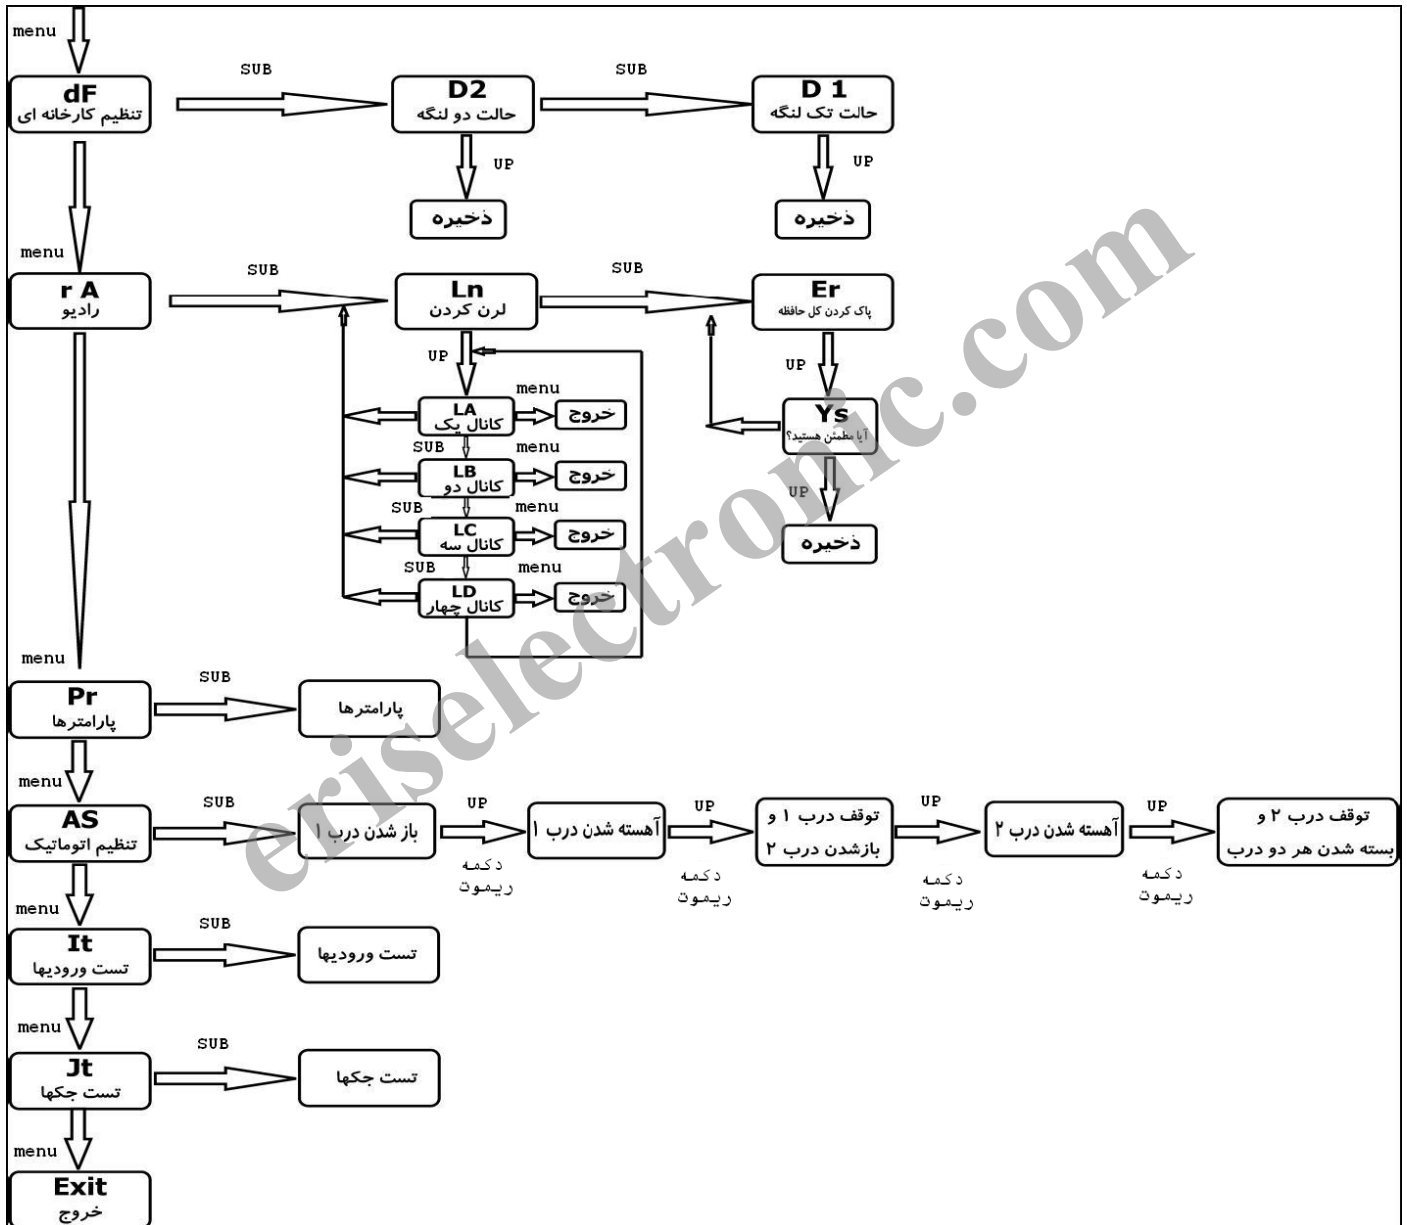 menu
dF
تنظیم کارخانه ای
SUB
D2
حالت دو لنگه
SUB
D 1
حالت تک لنگه
UP
ذخیره
UP
ذخیره
menu
r A
رادیو
SUB
Ln
لرن کردن
SUB
Er
پاک کردن کل حافظه
UP
LA
کانال یک
menu
خروج
SUB
LB
کانال دو
menu
خروج
SUB
LC
کانال سه
menu
خروج
SUB
LD
کانال چهار
menu
خروج
UP
Ys
آیا مطمئن هستید؟
UP
ذخیره
menu
Pr
پارامترها
SUB
پارامترها
menu
AS
تنظیم اتوماتیک
SUB
باز شدن درب ۱
UP
دکمه
ریموت
آهسته شدن درب ۱
UP
دکمه
ریموت
توقف درب ۱ و
بازشدن درب ۲
UP
دکمه
ریموت
آهسته شدن درب ۲
UP
دکمه
ریموت
توقف درب ۲ و
بسته شدن هر دو درب
menu
It
تست ورودیها
SUB
تست ورودیها
menu
Jt
تست جکها
SUB
تست جکها
menu
Exit
خروج
eriselectronic.com